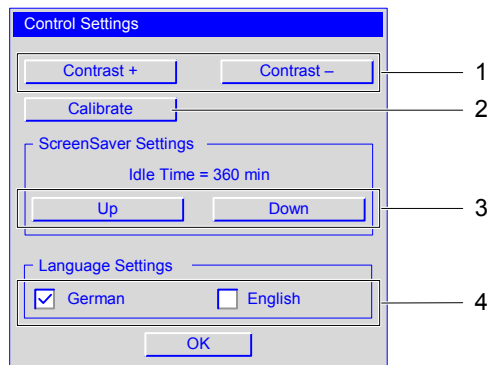 Control Settings
Contrast + Contrast – 1
Calibrate 2
ScreenSaver Settings
Idle Time = 360 min
Up Down 3
Language Settings
German English 4
OK